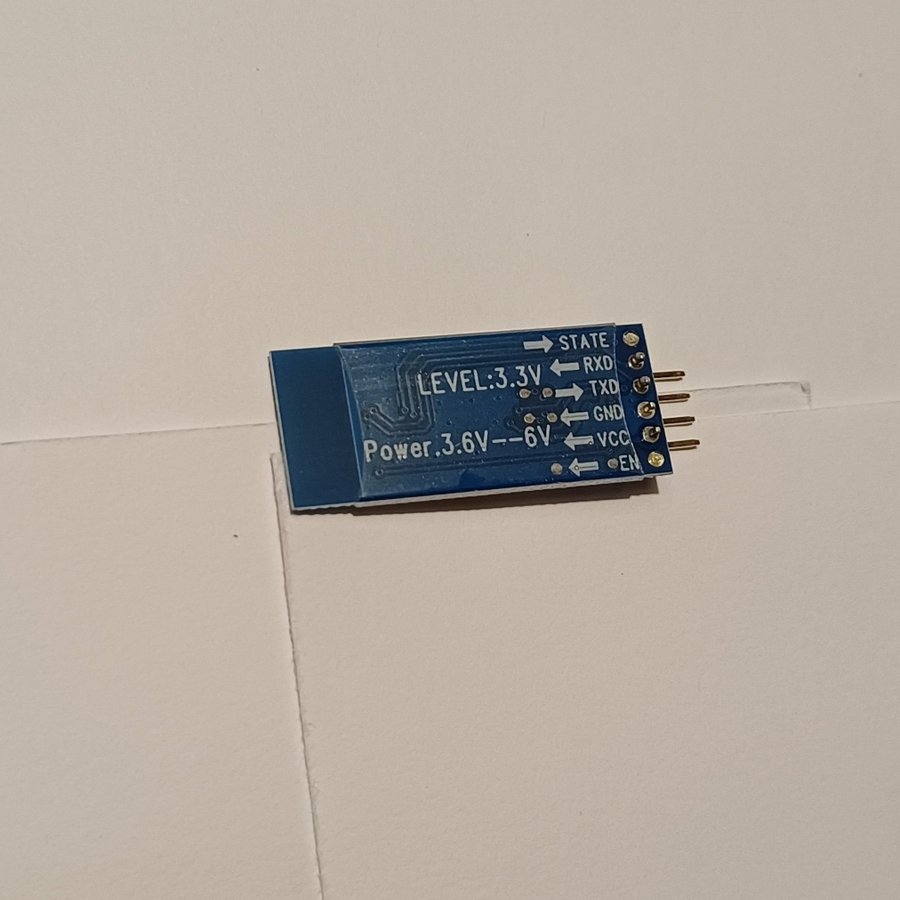 STATE
RXD
LEVEL:3.3V
TXD
GND
Power.3.6V--6V
VCC
EN